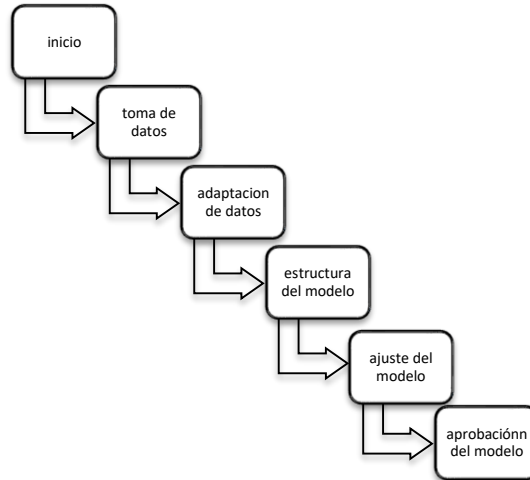 inicio
toma de
datos
adaptacion
de datos
estructura
del modelo
ajuste del
modelo
aprobaciónn
del modelo